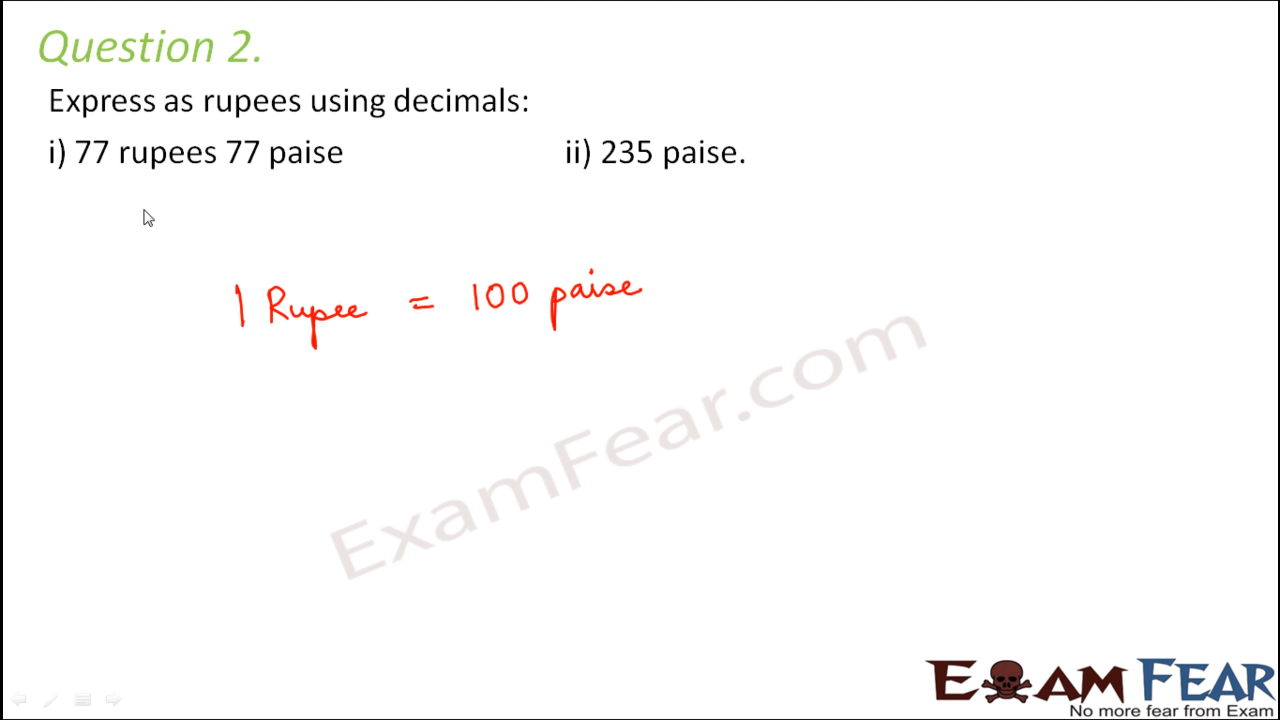 Question 2.
Express as rupees using decimals:
i) 77 rupees 77 paise ii) 235 paise.
1 Rupee = 100 paise
ExamFear.com
EXAM FEAR
No more fear from Exam